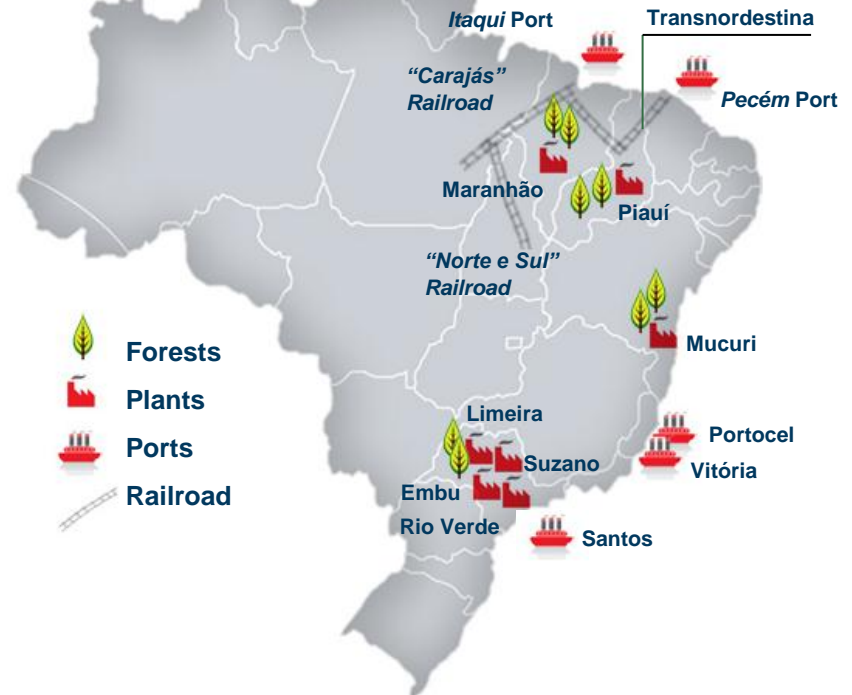 Itaqui Port
Transnordestina
“Carajás”
Railroad
Pecém Port
Maranhão
Piauí
“Norte e Sul”
Railroad
Mucuri
Forests
Plants
Ports
Railroad
Limeira
Suzano
Embu
Rio Verde
Portocel
Vitória
Santos